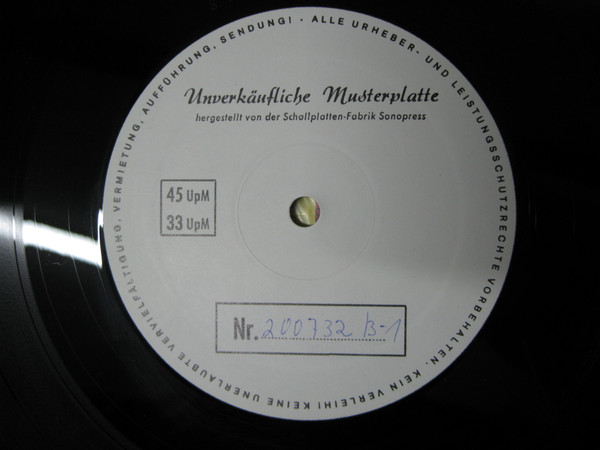 ALLE URHEBER- UND LEISTUNGSSCHUTZRECHTE VORBEHALTEN. KEIN VERLEIH! KEINE UNERLAUBTE VERVIELFÄLTIGUNG, VERMIETUNG, AUFFÜHRUNG, SENDUNG! ·
Unverkäufliche Musterplatte
hergestellt von der Schallplatten-Fabrik Sonopress
45 UpM
33 UpM
Nr. 200732 B-1